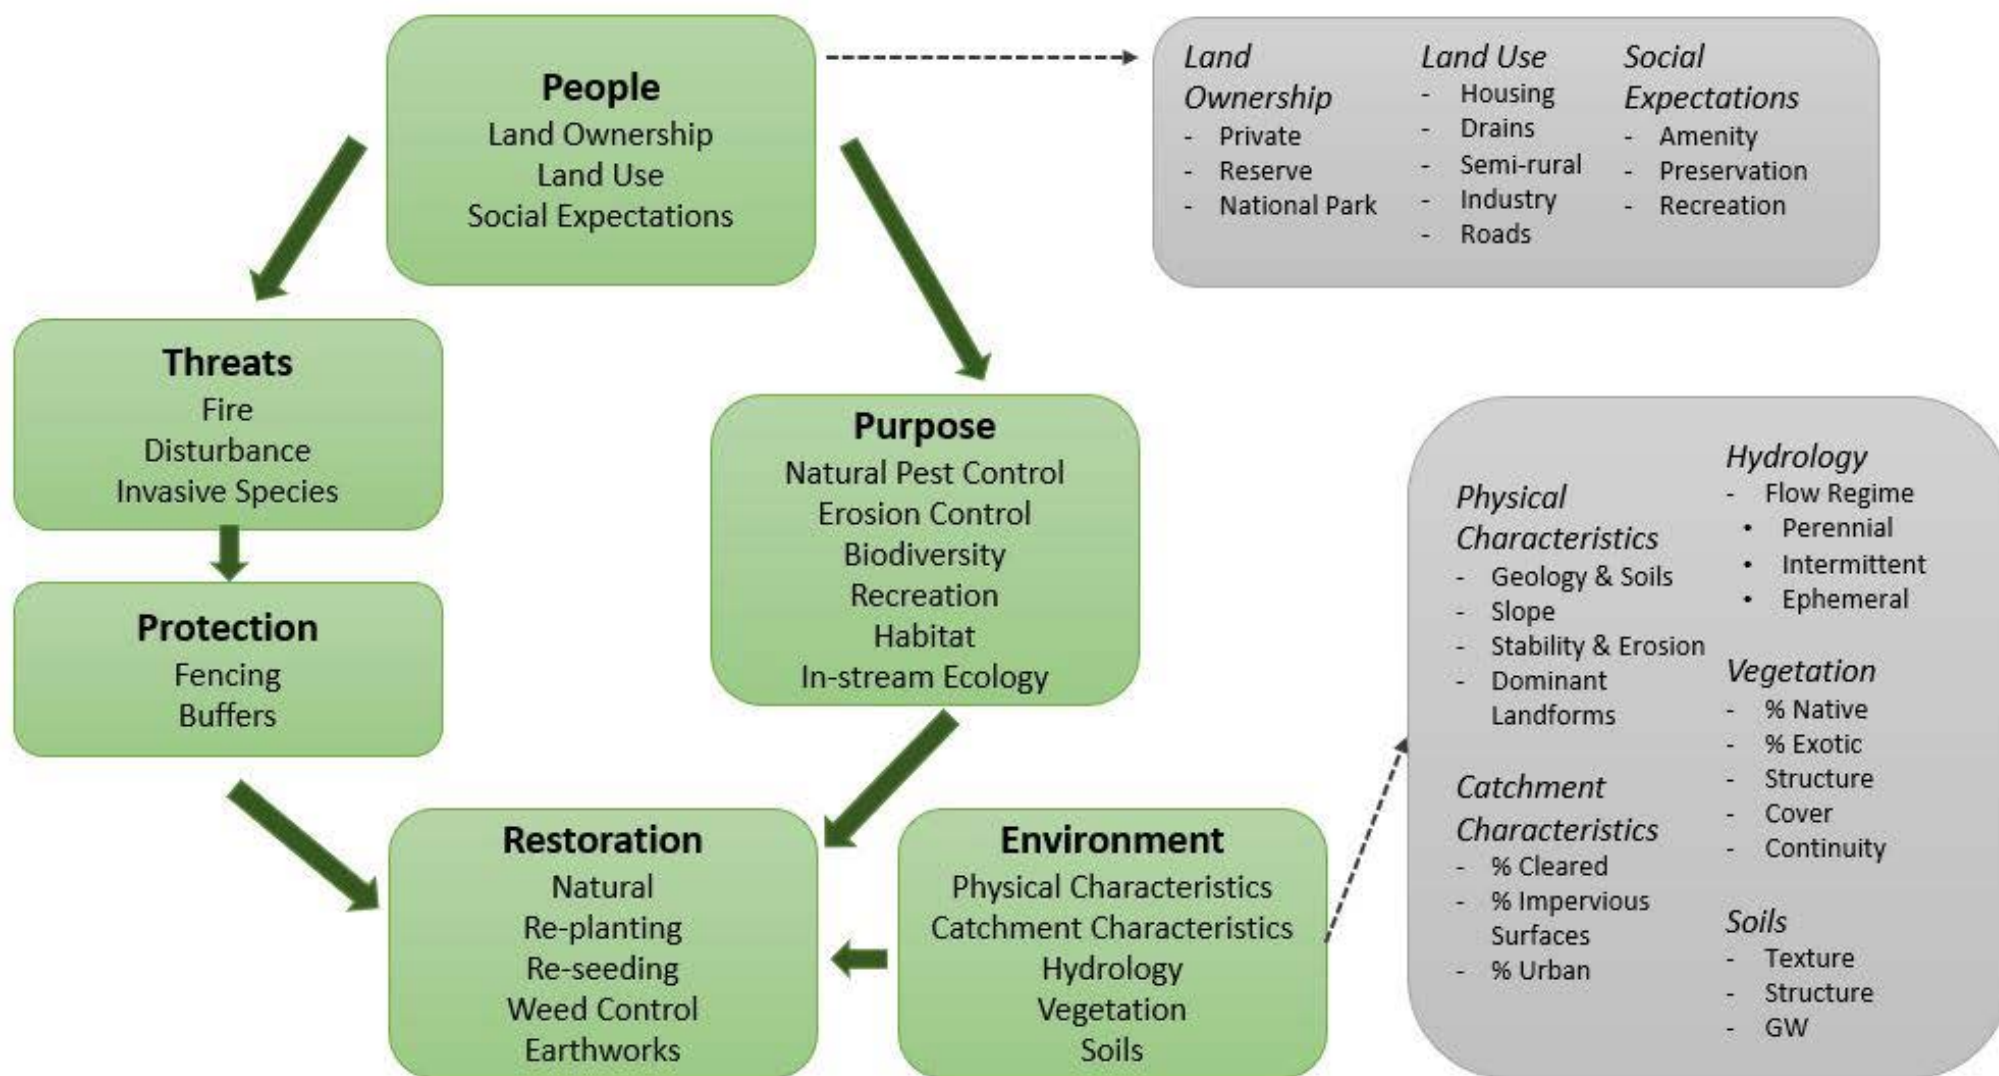 People
Land Ownership
Land Use
Social Expectations
Land
Ownership
- Private
- Reserve
- National Park
Land Use
- Housing
- Drains
- Semi-rural
- Industry
- Roads
Social
Expectations
- Amenity
- Preservation
- Recreation
Threats
Fire
Disturbance
Invasive Species
Protection
Fencing
Buffers
Purpose
Natural Pest Control
Erosion Control
Biodiversity
Recreation
Habitat
In-stream Ecology
Restoration
Natural
Re-planting
Re-seeding
Weed Control
Earthworks
Environment
Physical Characteristics
Catchment Characteristics
Hydrology
Vegetation
Soils
Physical
Characteristics
- Geology & Soils
- Slope
- Stability & Erosion
- Dominant
Landforms
Catchment
Characteristics
- % Cleared
- % Impervious
Surfaces
- % Urban
Hydrology
- Flow Regime
• Perennial
• Intermittent
• Ephemeral
Vegetation
- % Native
- % Exotic
- Structure
- Cover
- Continuity
Soils
- Texture
- Structure
- GW